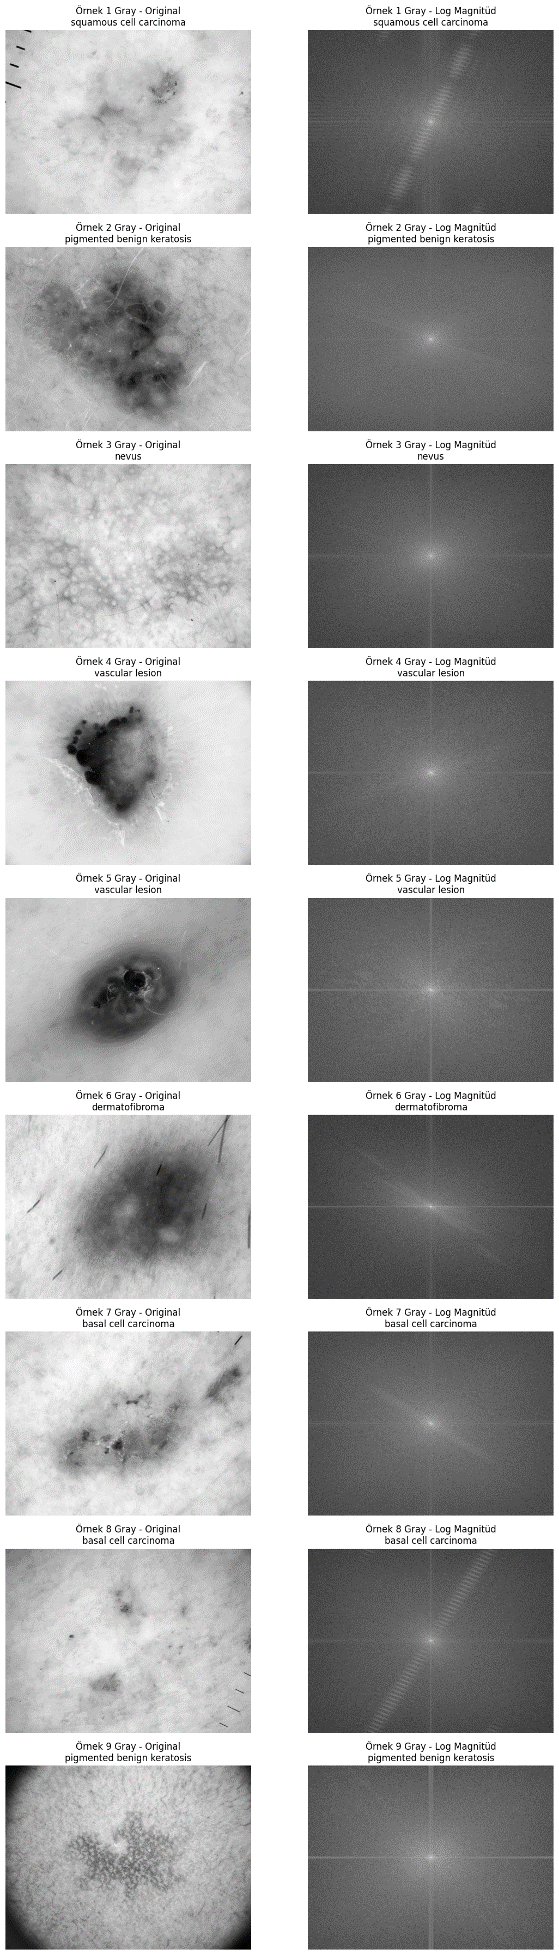 Örnek 1 Gray - Original
squamous cell carcinoma
Örnek 1 Gray - Log Magnitüd
squamous cell carcinoma
Örnek 2 Gray - Original
pigmented benign keratosis
Örnek 2 Gray - Log Magnitüd
pigmented benign keratosis
Örnek 3 Gray - Original
nevus
Örnek 3 Gray - Log Magnitüd
nevus
Örnek 4 Gray - Original
vascular lesion
Örnek 4 Gray - Log Magnitüd
vascular lesion
Örnek 5 Gray - Original
vascular lesion
Örnek 5 Gray - Log Magnitüd
vascular lesion
Örnek 6 Gray - Original
dermatofibroma
Örnek 6 Gray - Log Magnitüd
dermatofibroma
Örnek 7 Gray - Original
basal cell carcinoma
Örnek 7 Gray - Log Magnitüd
basal cell carcinoma
Örnek 8 Gray - Original
basal cell carcinoma
Örnek 8 Gray - Log Magnitüd
basal cell carcinoma
Örnek 9 Gray - Original
pigmented benign keratosis
Örnek 9 Gray - Log Magnitüd
pigmented benign keratosis